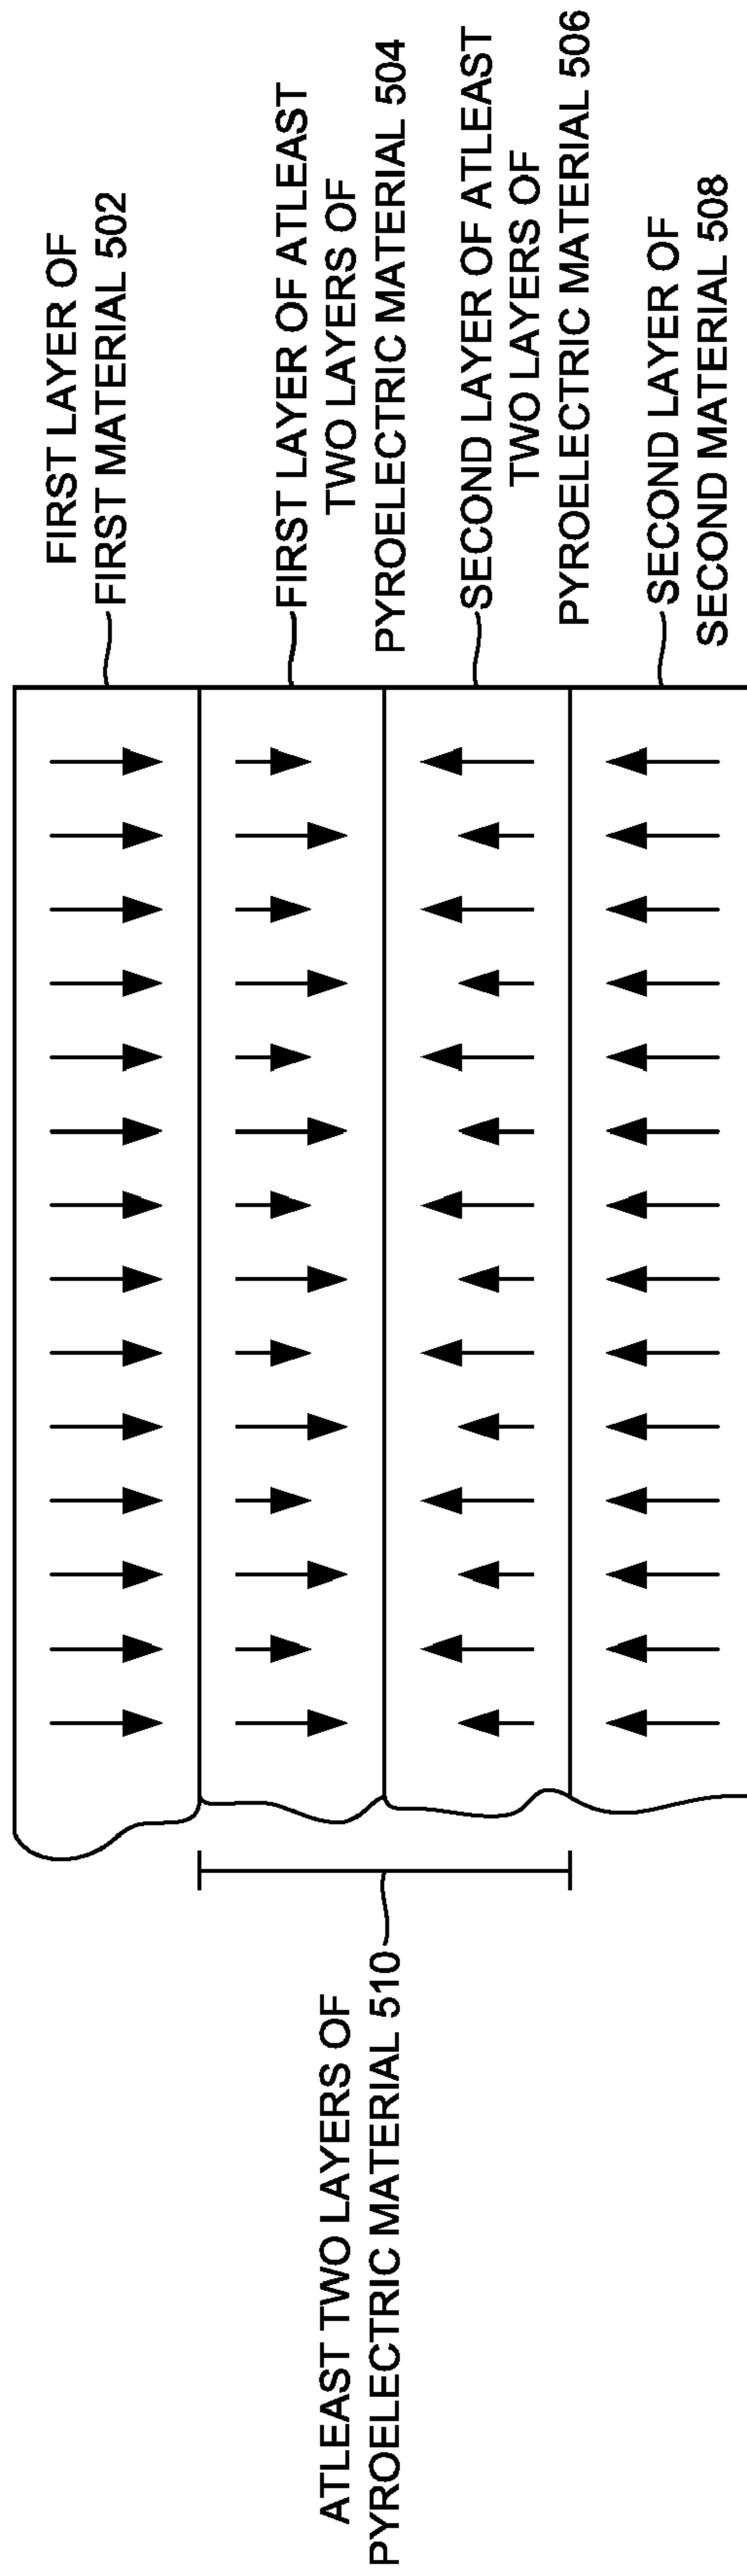 FIRST LAYER OF
FIRST MATERIAL 502
FIRST LAYER OF ATLEAST
TWO LAYERS OF
PYROELECTRIC MATERIAL 504
SECOND LAYER OF ATLEAST
TWO LAYERS OF
PYROELECTRIC MATERIAL 506
SECOND LAYER OF
SECOND MATERIAL 508
ATLEAST TWO LAYERS OF
PYROELECTRIC MATERIAL 510